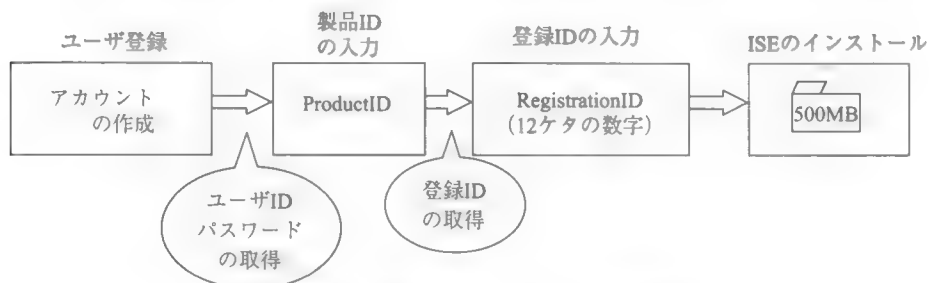 ユーザ登録
アカウント
の作成
ユーザID
パスワード
の取得
製品ID
の入力
ProductID
登録ID
の取得
登録IDの入力
RegistrationID
(12ケタの数字)
ISEのインストール
500MB